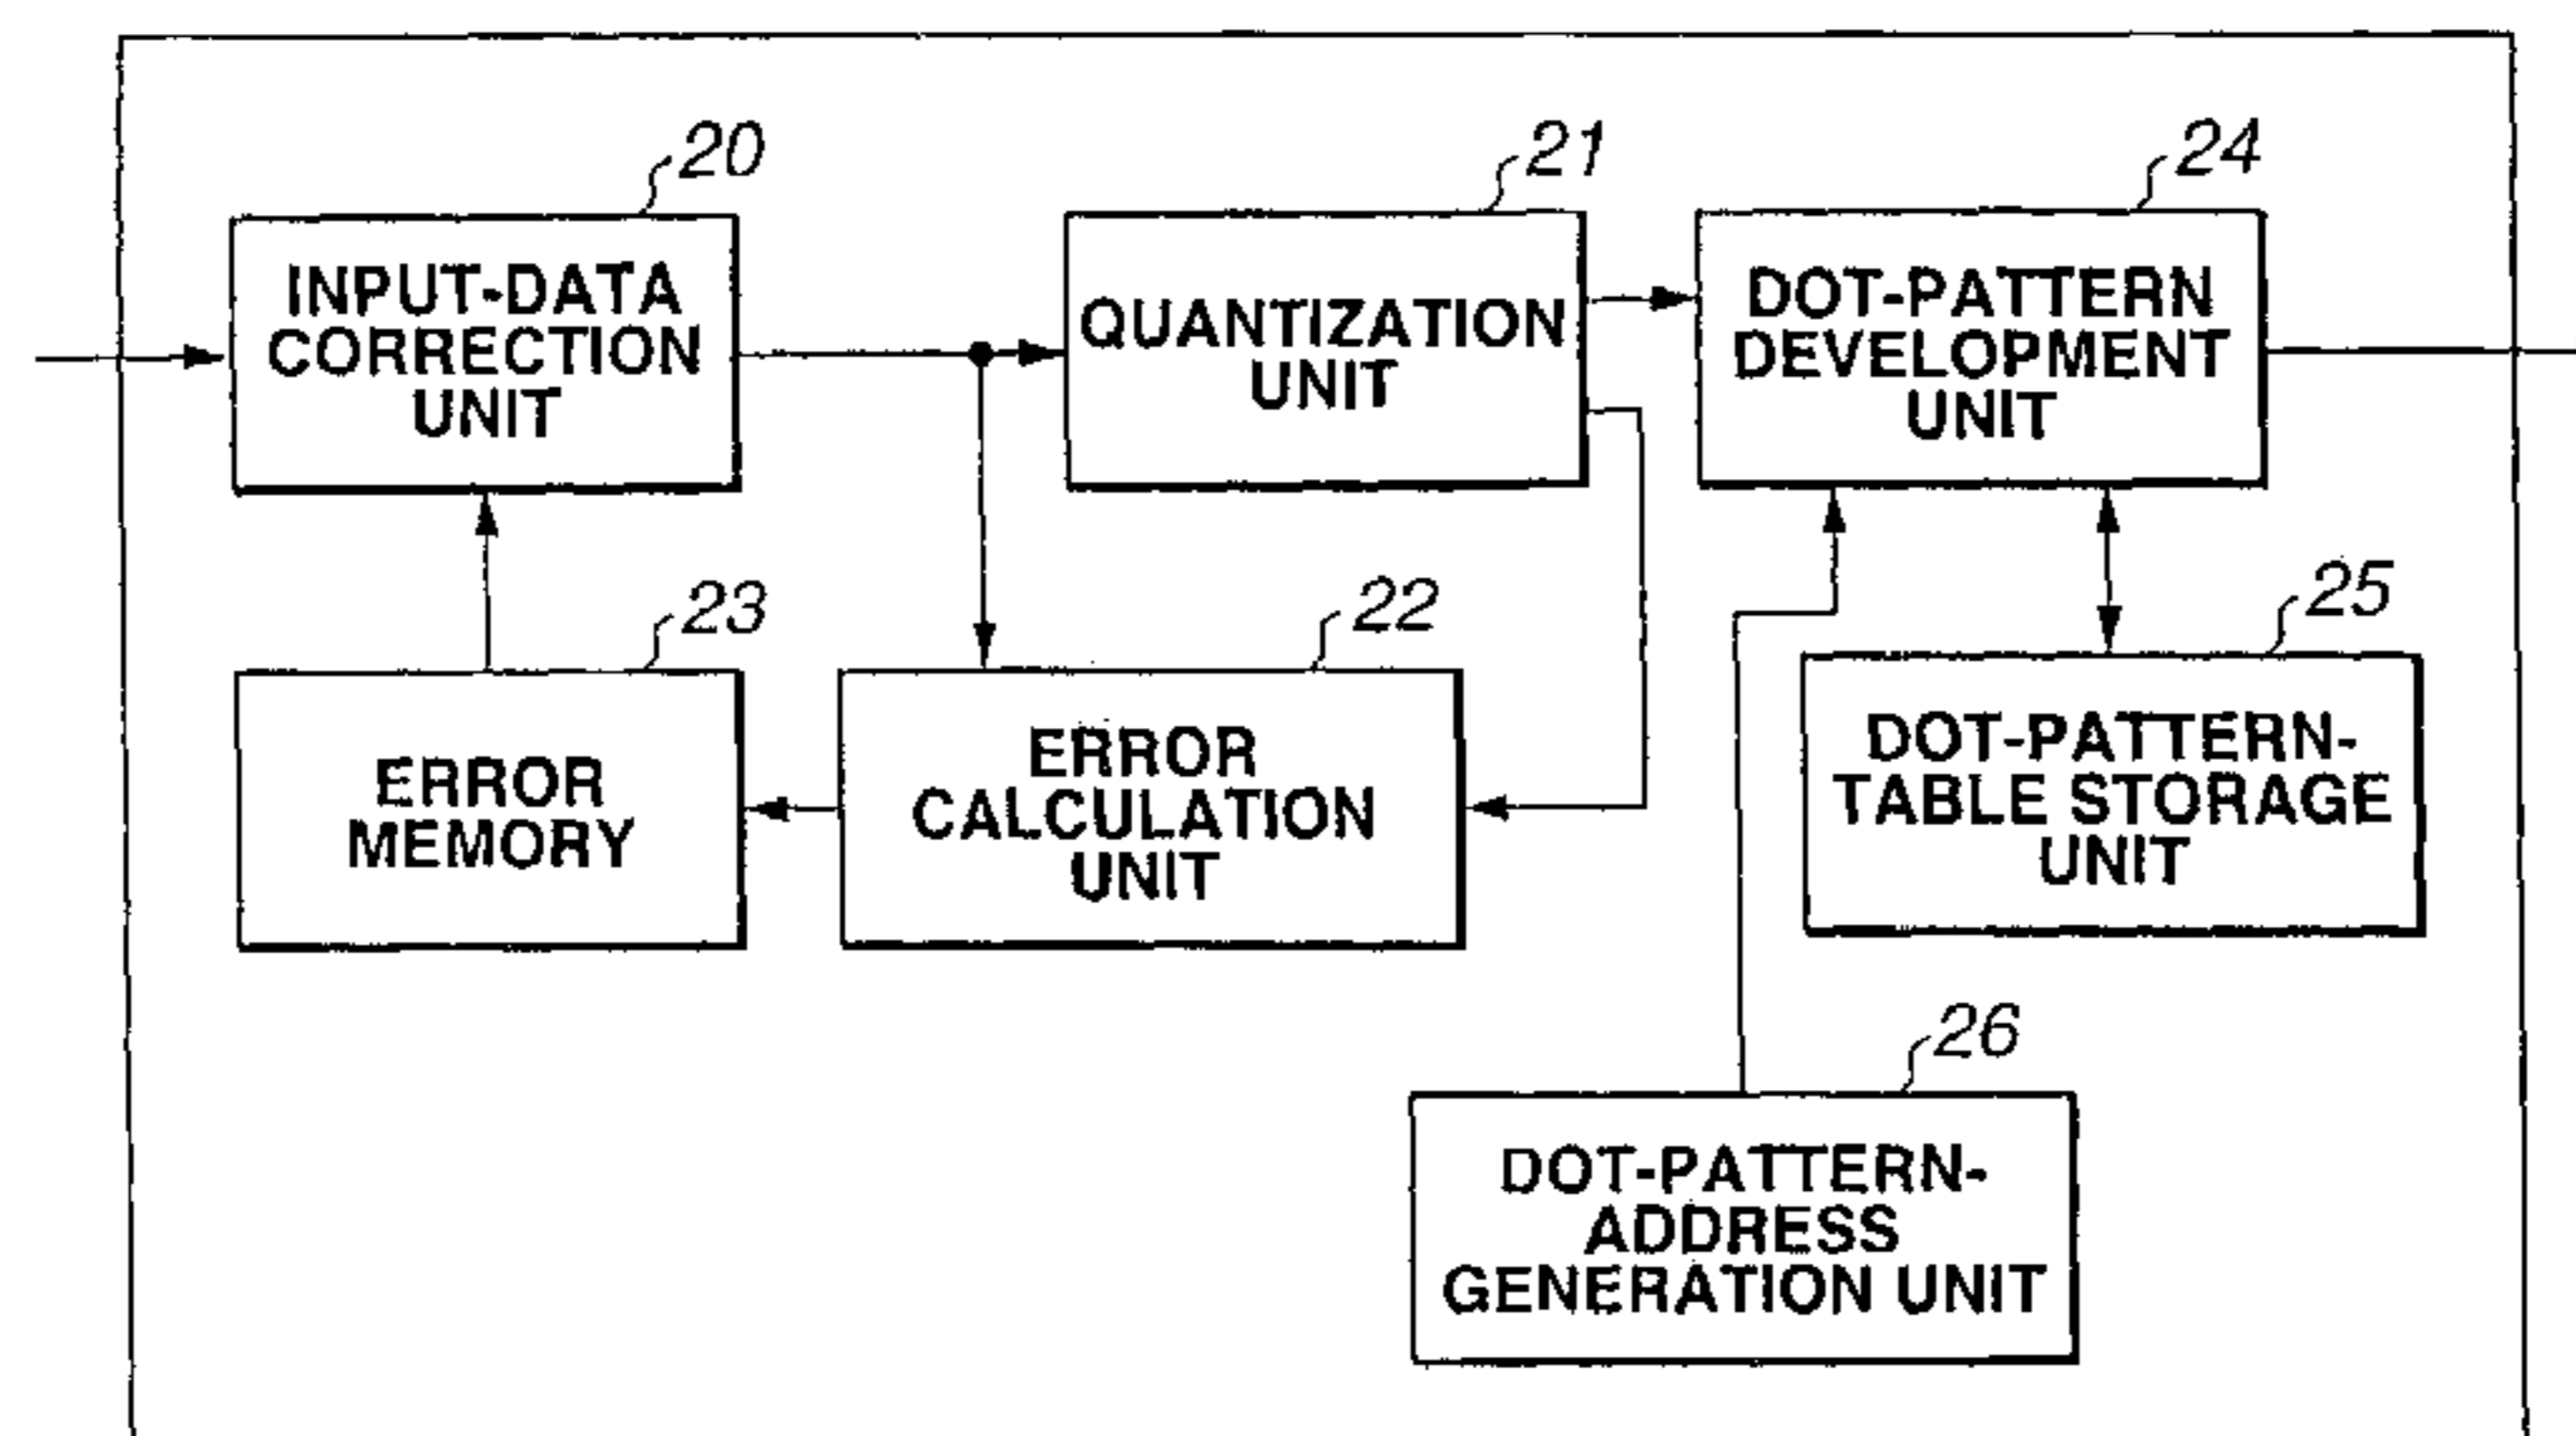 20
INPUT-DATA
CORRECTION
UNIT
21
QUANTIZATION
UNIT
24
DOT-PATTERN
DEVELOPMENT
UNIT
23
ERROR
MEMORY
22
ERROR
CALCULATION
UNIT
25
DOT-PATTERN-
TABLE STORAGE
UNIT
26
DOT-PATTERN-
ADDRESS
GENERATION UNIT